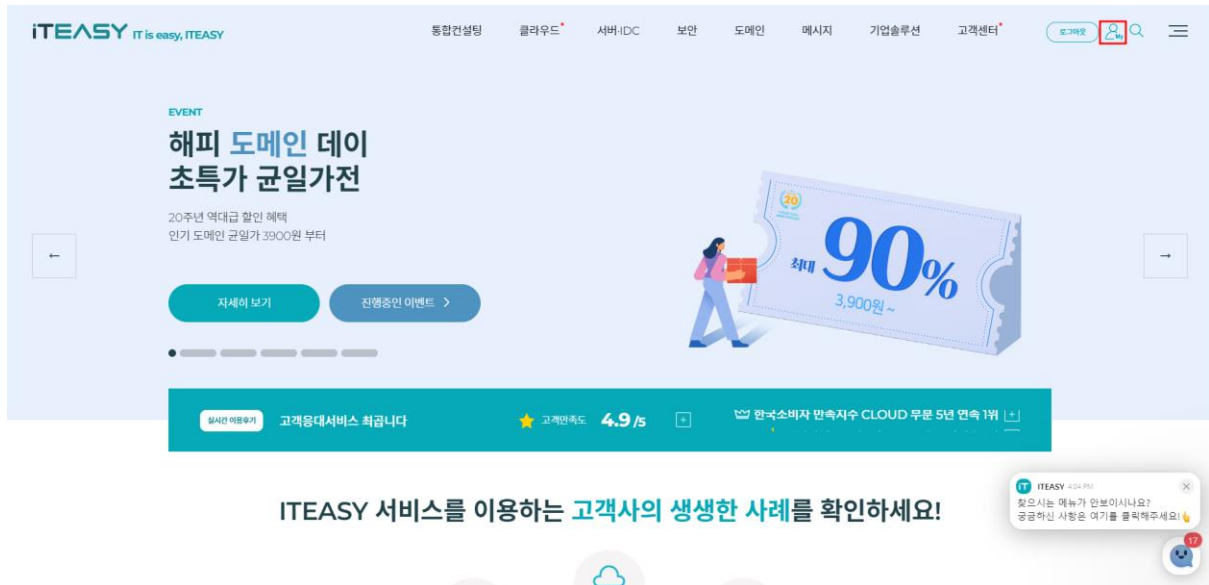 iTEASY IT is easy, ITEASY
통합컨설팅 클라우드 서버·IDC 보안 도메인 메시지 기업솔루션 고객센터 로그아웃 My
EVENT
해피 도메인 데이
초특가 균일가전
20주년 역대급 할인 혜택
인기 도메인 균일가 3900원 부터
← →
자세히 보기 진행중인 이벤트 >
20
최대 90%
3,900원 ~
실시간 이용후기 고객응대서비스 최곱니다 고객만족도 4.9 /5 + 한국소비자 만족지수 CLOUD 부문 5년 연속 1위 +
ITEASY 서비스를 이용하는 고객사의 생생한 사례를 확인하세요!
iT ITEASY 4:04 PM
찾으시는 메뉴가 안보이시나요?
궁금하신 사항은 여기를 클릭해주세요!👆
17